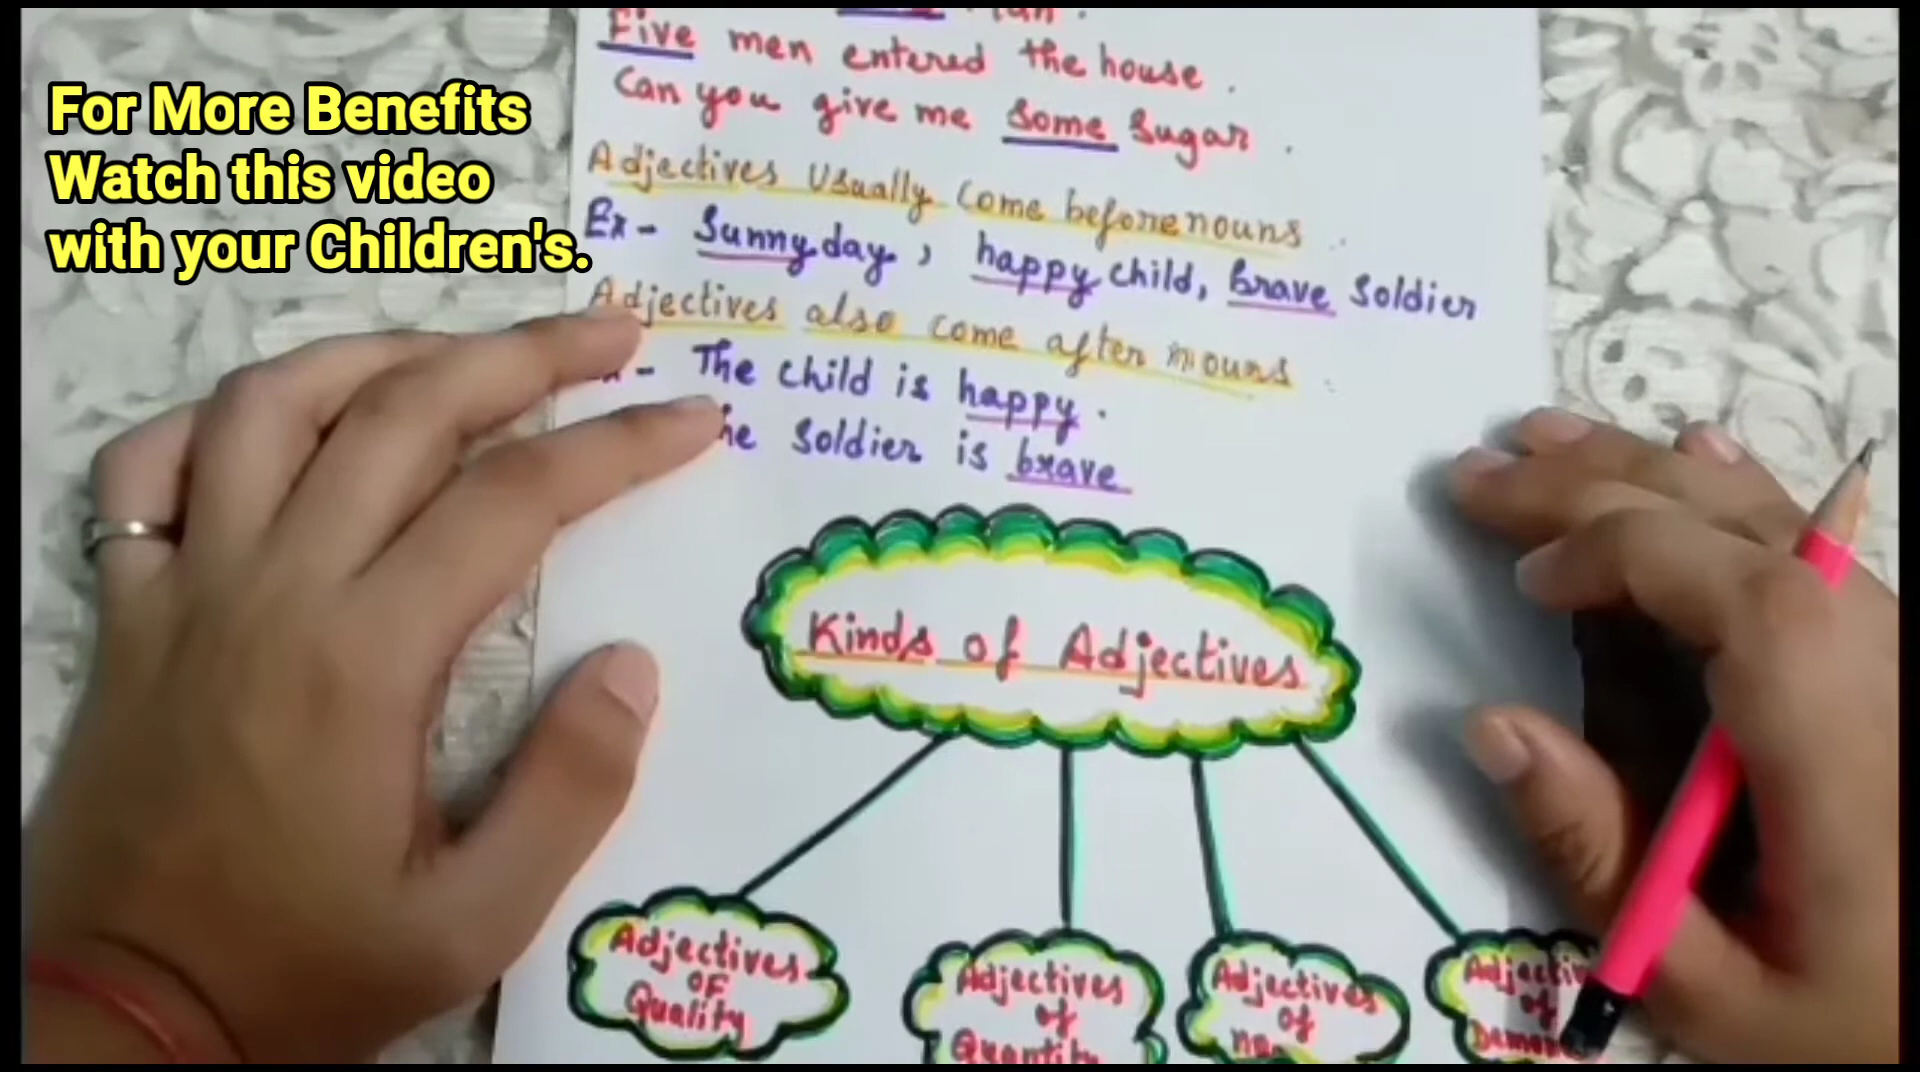 For More Benefits
Watch this video
with your Children's.
Five men entered the house.
Can you give me some Sugar.
Adjectives Usually come before nouns.
Ex- Sunny day, happy child, brave soldier
Adjectives also come after nouns.
- The child is happy.
soldier is brave
Kinds of Adjectives
Adjectives
of
Quality
Adjectives
of
Quantity
Adjectives
of
of